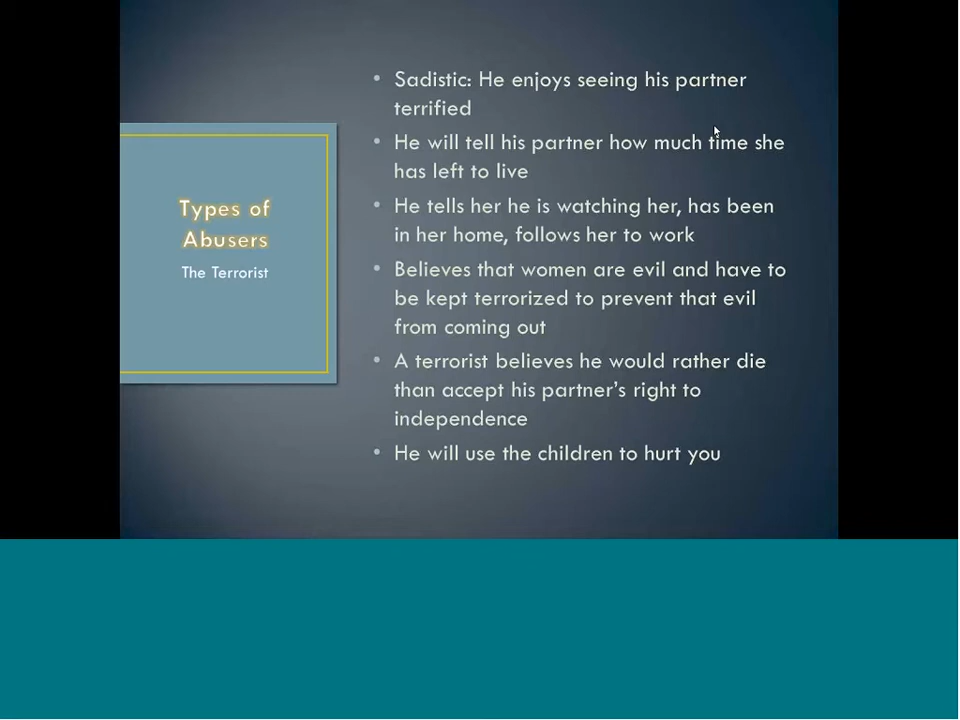 Types of
Abusers
The Terrorist
• Sadistic: He enjoys seeing his partner
terrified
• He will tell his partner how much time she
has left to live
• He tells her he is watching her, has been
in her home, follows her to work
• Believes that women are evil and have to
be kept terrorized to prevent that evil
from coming out
• A terrorist believes he would rather die
than accept his partner’s right to
independence
• He will use the children to hurt you